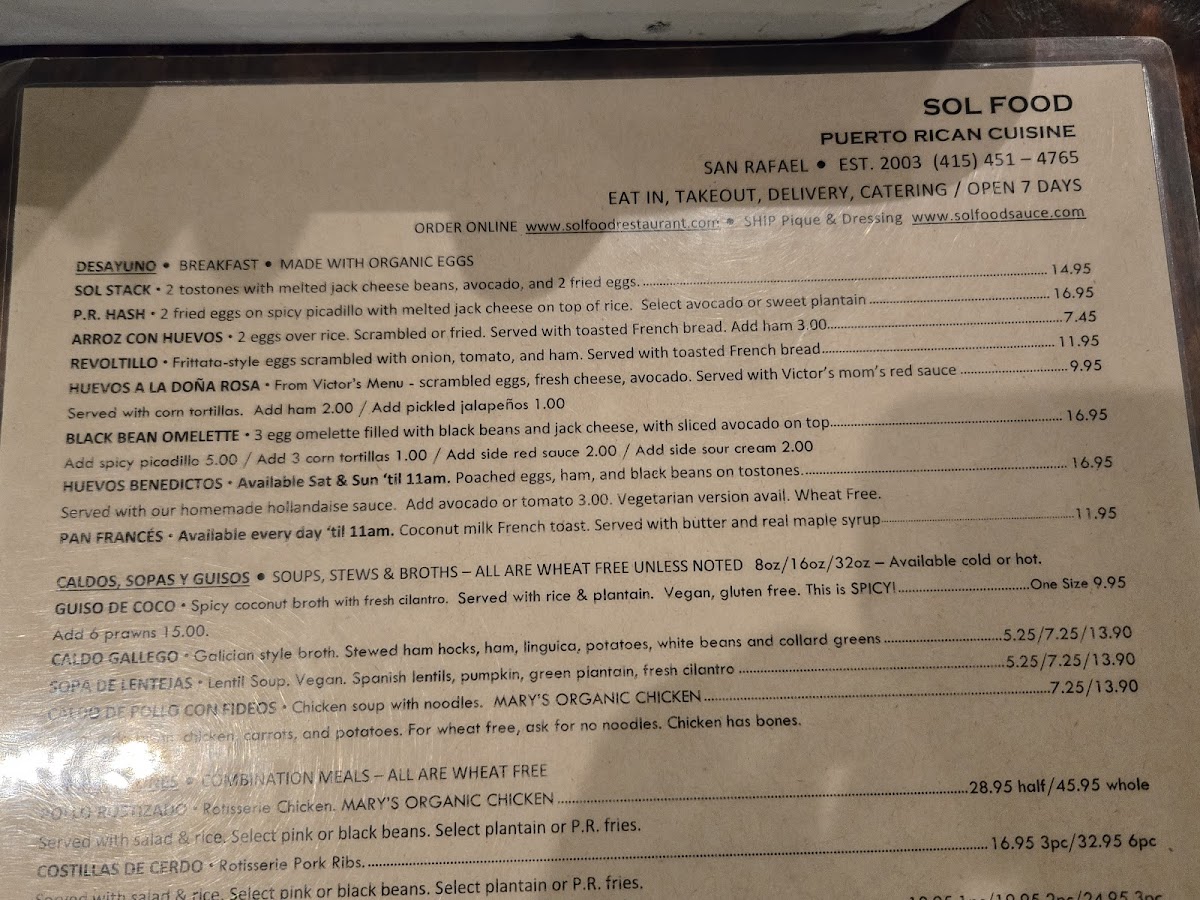 SOL FOOD
PUERTO RICAN CUISINE
SAN RAFAEL • EST. 2003 (415) 451 – 4765
EAT IN, TAKEOUT, DELIVERY, CATERING / OPEN 7 DAYS
ORDER ONLINE www.solfoodrestaurant.com • SHIP Pique & Dressing www.solfoodsauce.com
DESAYUNO • BREAKFAST • MADE WITH ORGANIC EGGS
SOL STACK • 2 tostones with melted jack cheese beans, avocado, and 2 fried eggs. 14.95
P.R. HASH • 2 fried eggs on spicy picadillo with melted jack cheese on top of rice. Select avocado or sweet plantain 16.95
ARROZ CON HUEVOS • 2 eggs over rice. Scrambled or fried. Served with toasted French bread. Add ham 3.00 7.45
REVOLTILLO • Frittata-style eggs scrambled with onion, tomato, and ham. Served with toasted French bread 11.95
HUEVOS A LA DOÑA ROSA • From Victor's Menu - scrambled eggs, fresh cheese, avocado. Served with Victor's mom's red sauce 9.95
Served with corn tortillas. Add ham 2.00 / Add pickled jalapeños 1.00
BLACK BEAN OMELETTE • 3 egg omelette filled with black beans and jack cheese, with sliced avocado on top 16.95
Add spicy picadillo 5.00 / Add 3 corn tortillas 1.00 / Add side red sauce 2.00 / Add side sour cream 2.00
HUEVOS BENEDICTOS • Available Sat & Sun 'til 11am. Poached eggs, ham, and black beans on tostones. 16.95
Served with our homemade hollandaise sauce. Add avocado or tomato 3.00. Vegetarian version avail. Wheat Free.
PAN FRANCÉS • Available every day 'til 11am. Coconut milk French toast. Served with butter and real maple syrup 11.95
CALDOS, SOPAS Y GUISOS • SOUPS, STEWS & BROTHS – ALL ARE WHEAT FREE UNLESS NOTED 8oz/16oz/32oz – Available cold or hot.
GUISO DE COCO • Spicy coconut broth with fresh cilantro. Served with rice & plantain. Vegan, gluten free. This is SPICY! One Size 9.95
Add 6 prawns 15.00.
CALDO GALLEGO • Galician style broth. Stewed ham hocks, ham, linguica, potatoes, white beans and collard greens 5.25/7.25/13.90
SOPA DE LENTEJAS • Lentil Soup. Vegan. Spanish lentils, pumpkin, green plantain, fresh cilantro 5.25/7.25/13.90
CALDO DE POLLO CON FIDEOS • Chicken soup with noodles. MARY'S ORGANIC CHICKEN 7.25/13.90
chicken, carrots, and potatoes. For wheat free, ask for no noodles. Chicken has bones.
• COMBINATION MEALS – ALL ARE WHEAT FREE
POLLO RUSTIZADO • Rotisserie Chicken. MARY'S ORGANIC CHICKEN 28.95 half/45.95 whole
Served with salad & rice. Select pink or black beans. Select plantain or P.R. fries.
COSTILLAS DE CERDO • Rotisserie Pork Ribs. 16.95 3pc/32.95 6pc
Served with salad & rice. Select pink or black beans. Select plantain or P.R. fries.